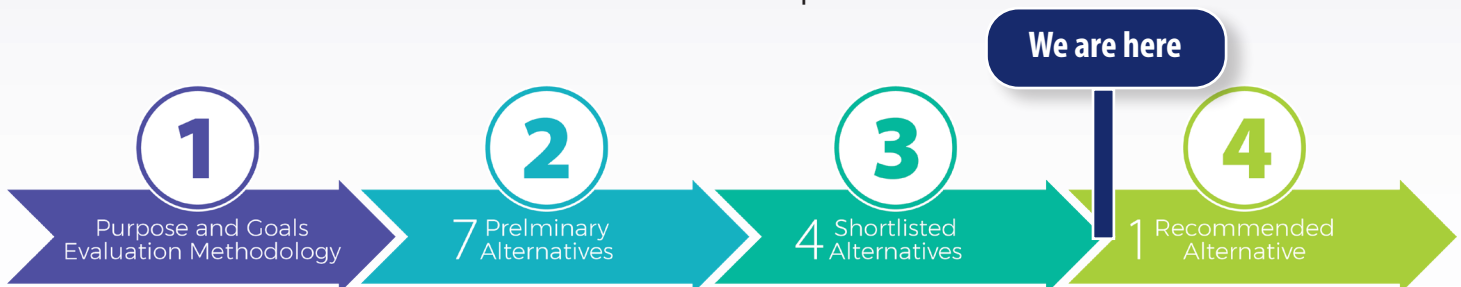 We are here
1
2
3
4
Purpose and Goals
Evaluation Methodology
7 Prelminary
Alternatives
4 Shortlisted
Alternatives
1 Recommended
Alternative